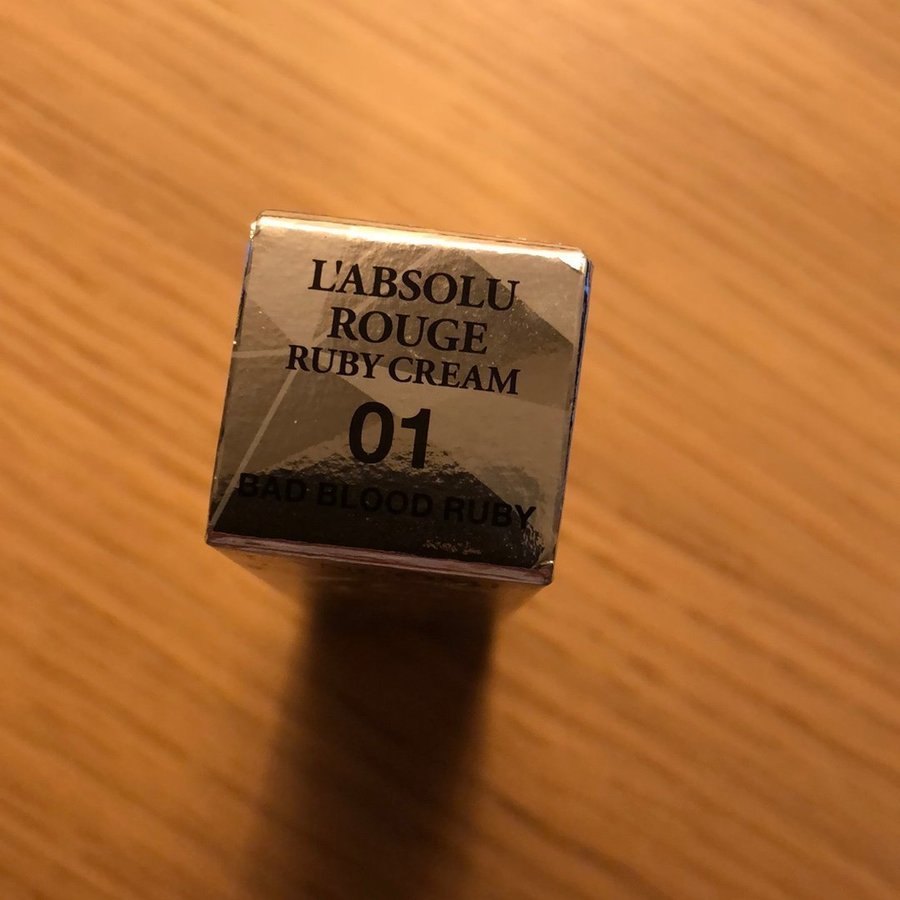 L'ABSOLU
ROUGE
RUBY CREAM
01
BAD BLOOD RUBY